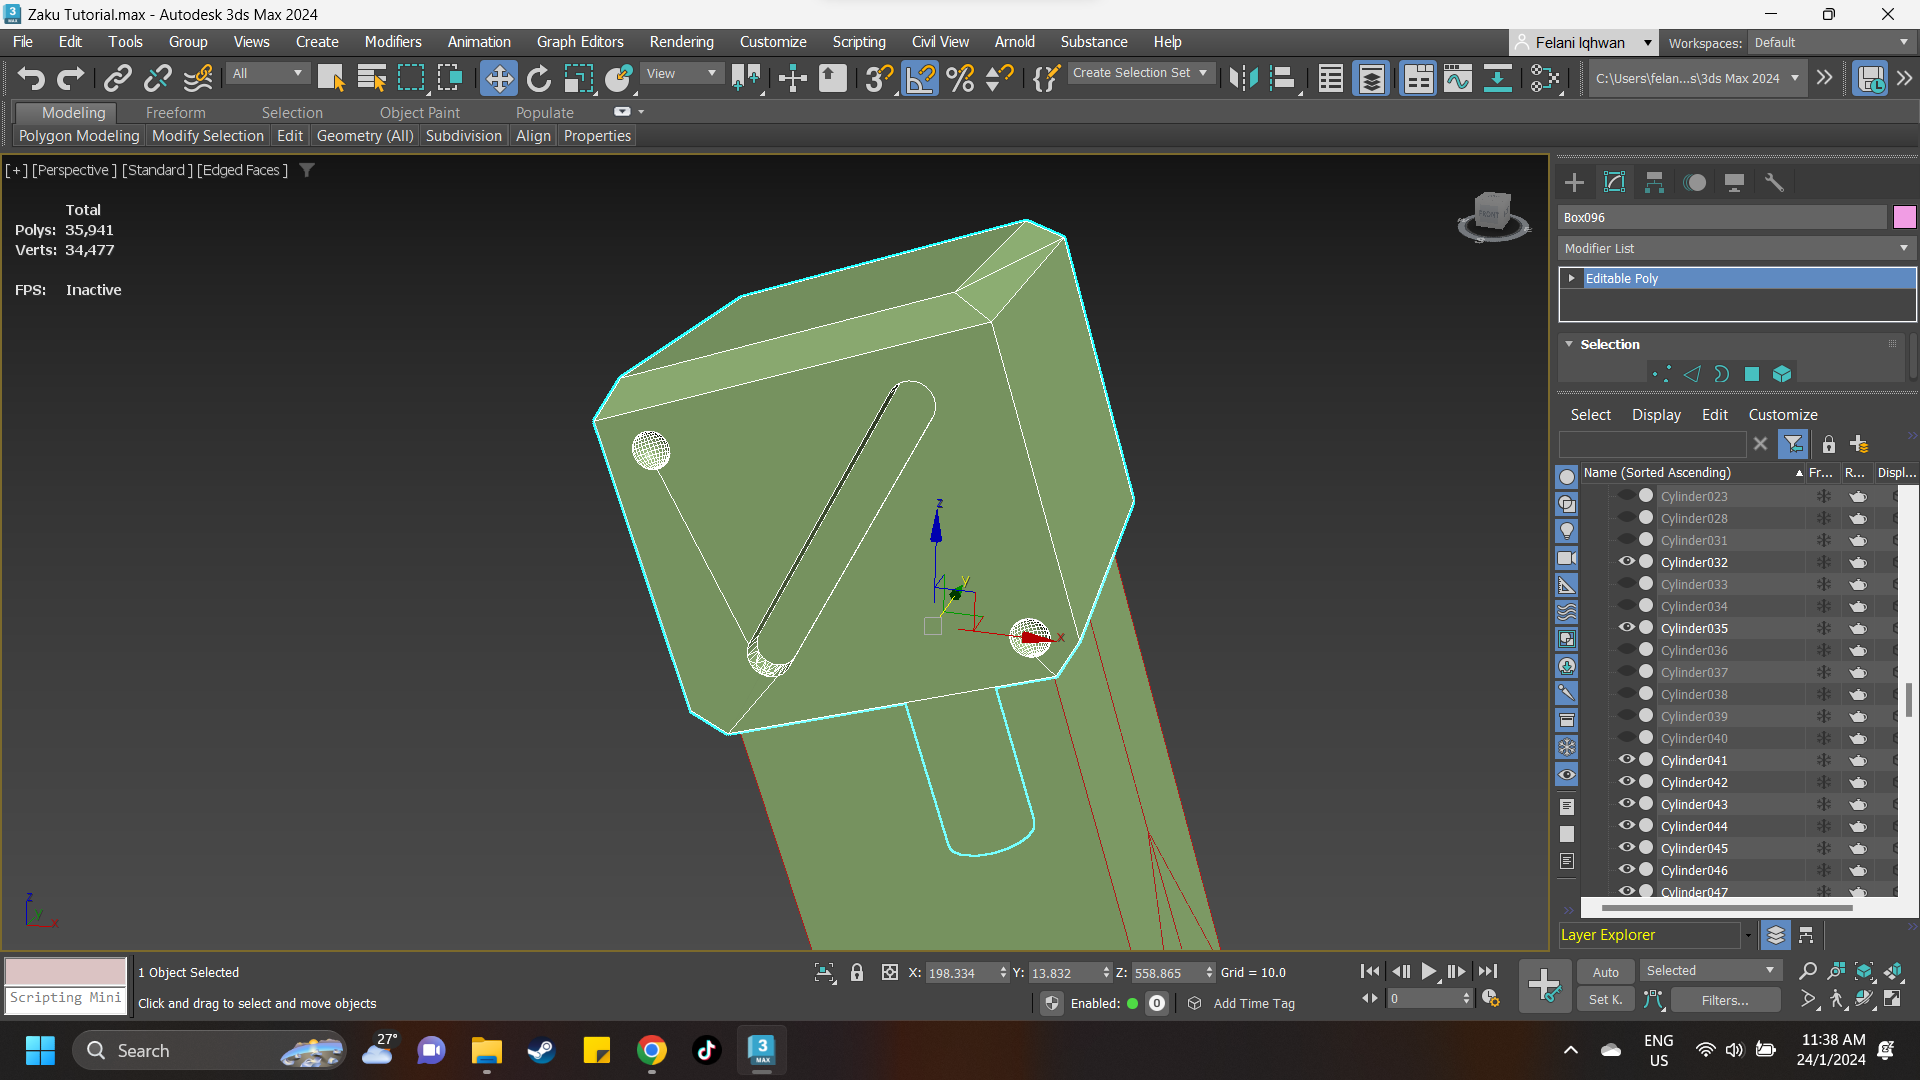 Zaku Tutorial.max - Autodesk 3ds Max 2024
File Edit Tools Group Views Create Modifiers Animation Graph Editors Rendering Customize Scripting Civil View Arnold Substance Help
Felani Iqhwan Workspaces: Default
All View Create Selection Set C:\Users\felan...s\3ds Max 2024
Modeling Freeform Selection Object Paint Populate
Polygon Modeling Modify Selection Edit Geometry (All) Subdivision Align Properties
[+] [Perspective ] [Standard ] [Edged Faces ]
Total
Polys: 35,941
Verts: 34,477
FPS: Inactive
FRONT
z
y
x
Box096
Modifier List
Editable Poly
Selection
Select Display Edit Customize
Name (Sorted Ascending) Fr... R... Displ...
Cylinder023
Cylinder028
Cylinder031
Cylinder032
Cylinder033
Cylinder034
Cylinder035
Cylinder036
Cylinder037
Cylinder038
Cylinder039
Cylinder040
Cylinder041
Cylinder042
Cylinder043
Cylinder044
Cylinder045
Cylinder046
Cylinder047
Layer Explorer
z
y
x
1 Object Selected X: 198.334 Y: 13.832 Z: 558.865 Grid = 10.0
Auto Selected
Scripting Mini Click and drag to select and move objects Enabled: 0 Add Time Tag 0 Set K. Filters...
Search 27° 3 MAX ENG US 11:38 AM 24/1/2024